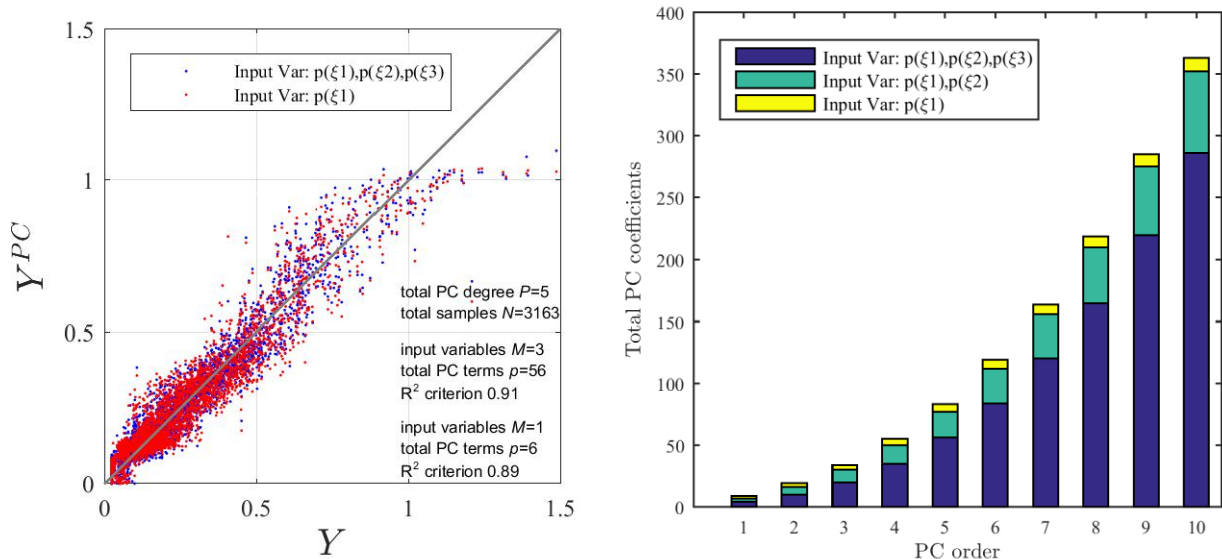 1.5
1
0.5
0
0
0.5
1
1.5
Y^{PC}
Y
Input Var: p(ξ1),p(ξ2),p(ξ3)
Input Var: p(ξ1)
total PC degree P=5
total samples N=3163
input variables M=3
total PC terms p=56
R² criterion 0.91
input variables M=1
total PC terms p=6
R² criterion 0.89
400
350
300
250
200
150
100
50
0
Total PC coefficients
Input Var: p(ξ1),p(ξ2),p(ξ3)
Input Var: p(ξ1),p(ξ2)
Input Var: p(ξ1)
1 2 3 4 5 6 7 8 9 10
PC order